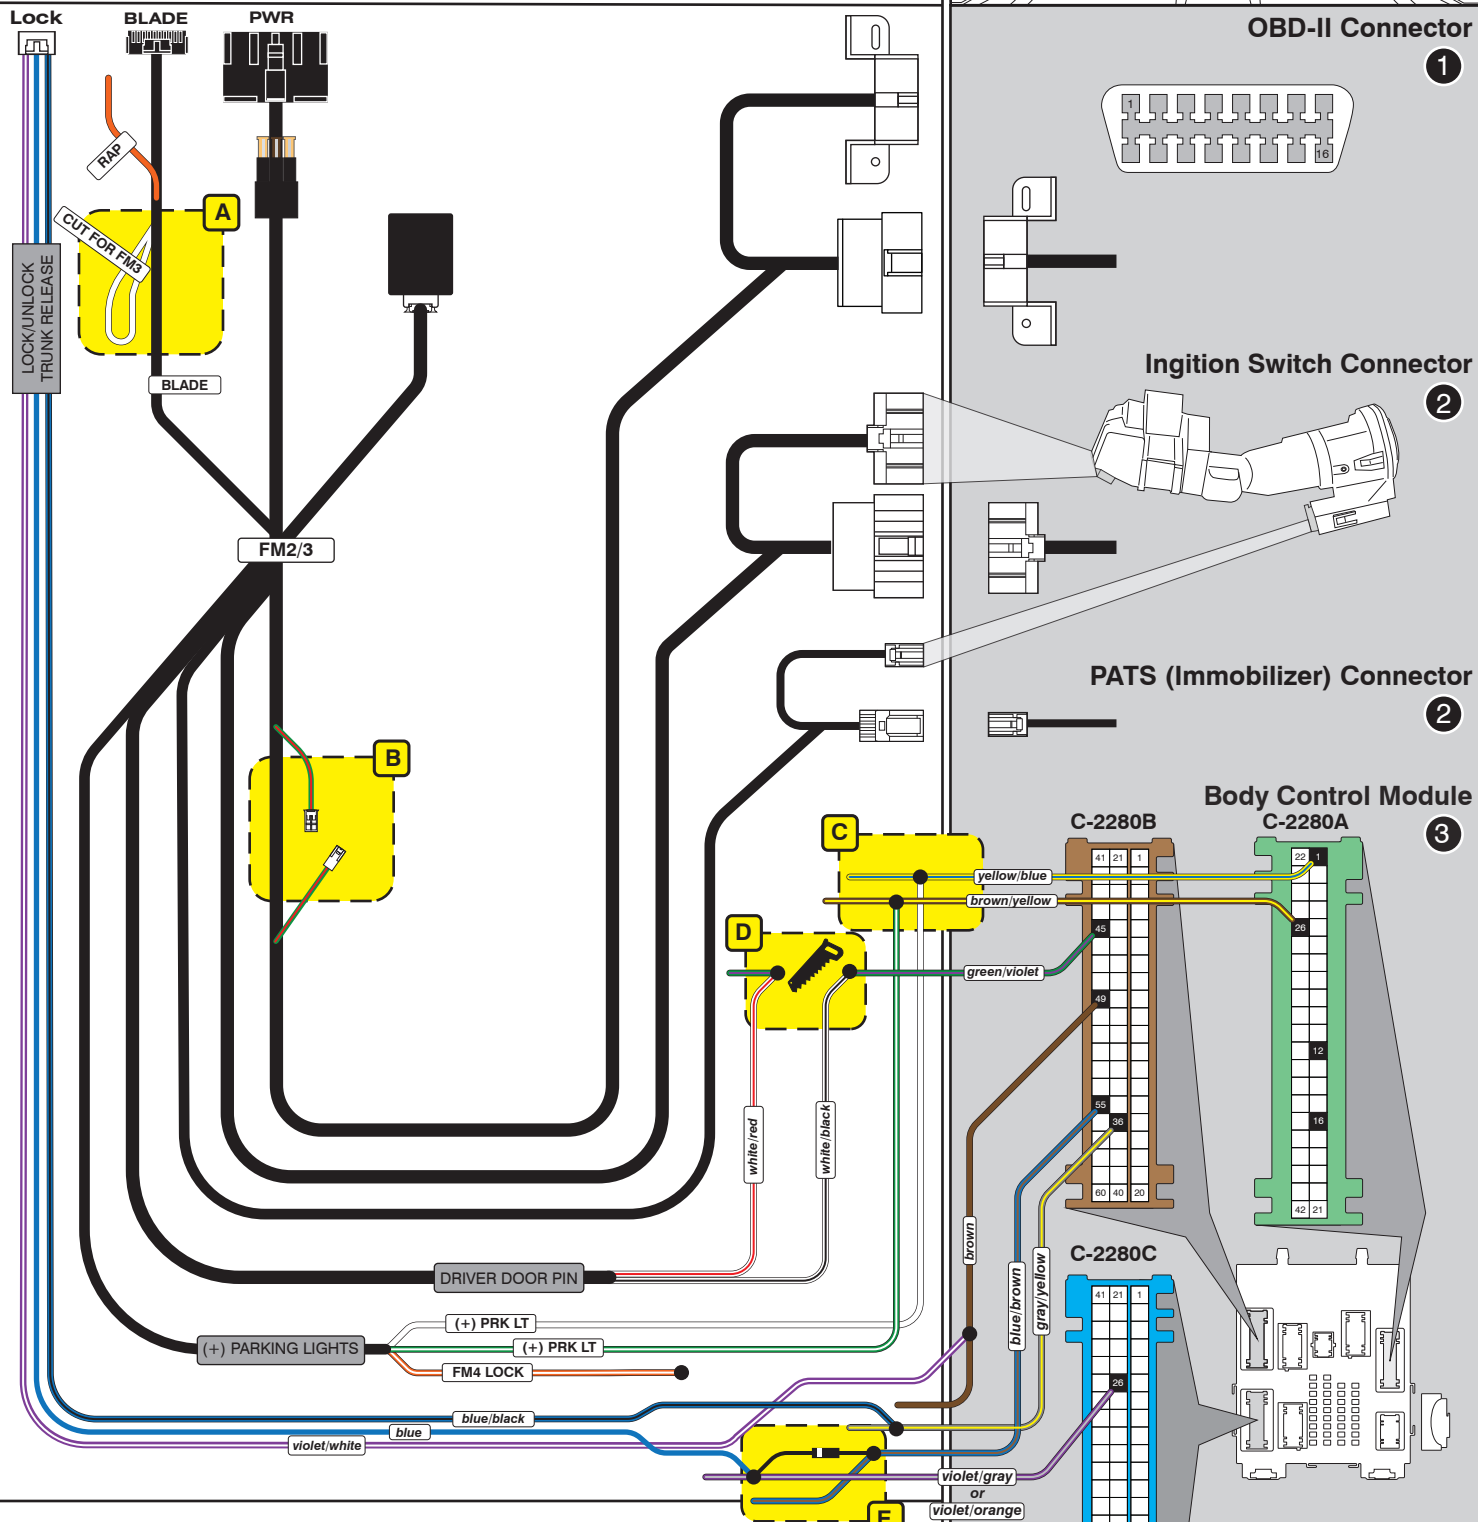 Lock
BLADE
PWR
RAP
A
CUT FOR FM3
LOCK/UNLOCK
TRUNK RELEASE
BLADE
FM2/3
B
OBD-II Connector
1
1
16
Ingition Switch Connector
2
PATS (Immobilizer) Connector
2
Body Control Module
3
C-2280B
C-2280A
C
41 21 1
22 1
yellow/blue
brown/yellow
45
26
D
green/violet
49
12
55
36
16
60 40 20
42 21
white/red
white/black
brown
blue/brown
gray/yellow
C-2280C
41 21 1
26
DRIVER DOOR PIN
(+) PARKING LIGHTS
(+) PRK LT
(+) PRK LT
FM4 LOCK
blue/black
blue
violet/white
violet/gray
or
violet/orange